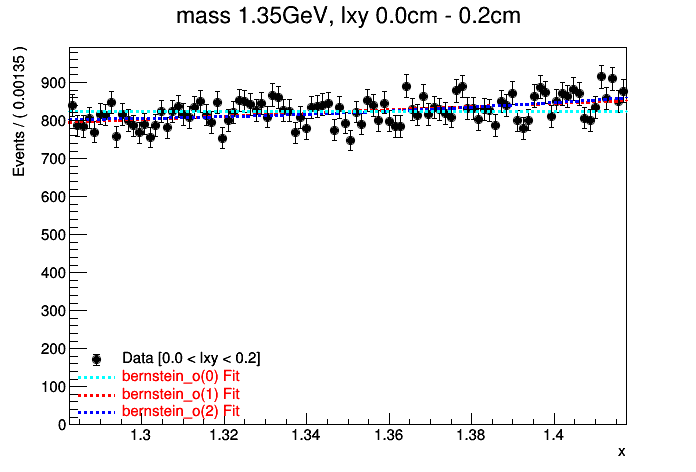 mass 1.35GeV, lxy 0.0cm - 0.2cm
Events / ( 0.00135 )
900
800
700
600
500
400
300
200
100
0
Data [0.0 < lxy < 0.2]
bernstein_o(0) Fit
bernstein_o(1) Fit
bernstein_o(2) Fit
1.3 1.32 1.34 1.36 1.38 1.4
x